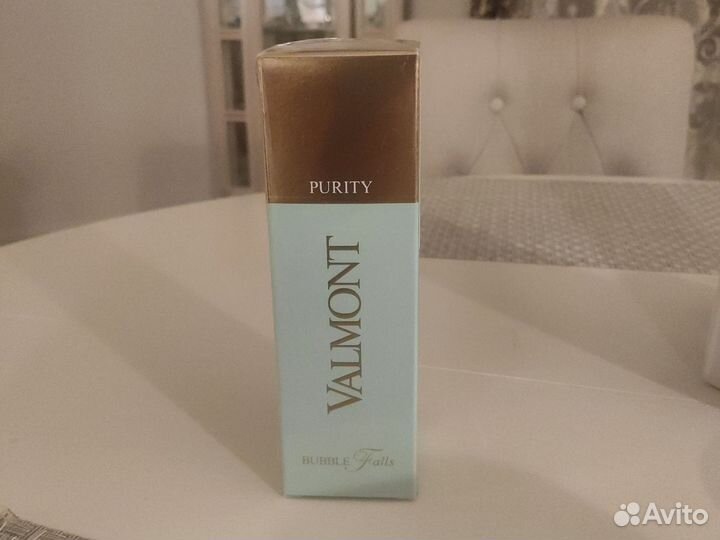 PURITY
VALMONT
BUBBLE Falls
Avito